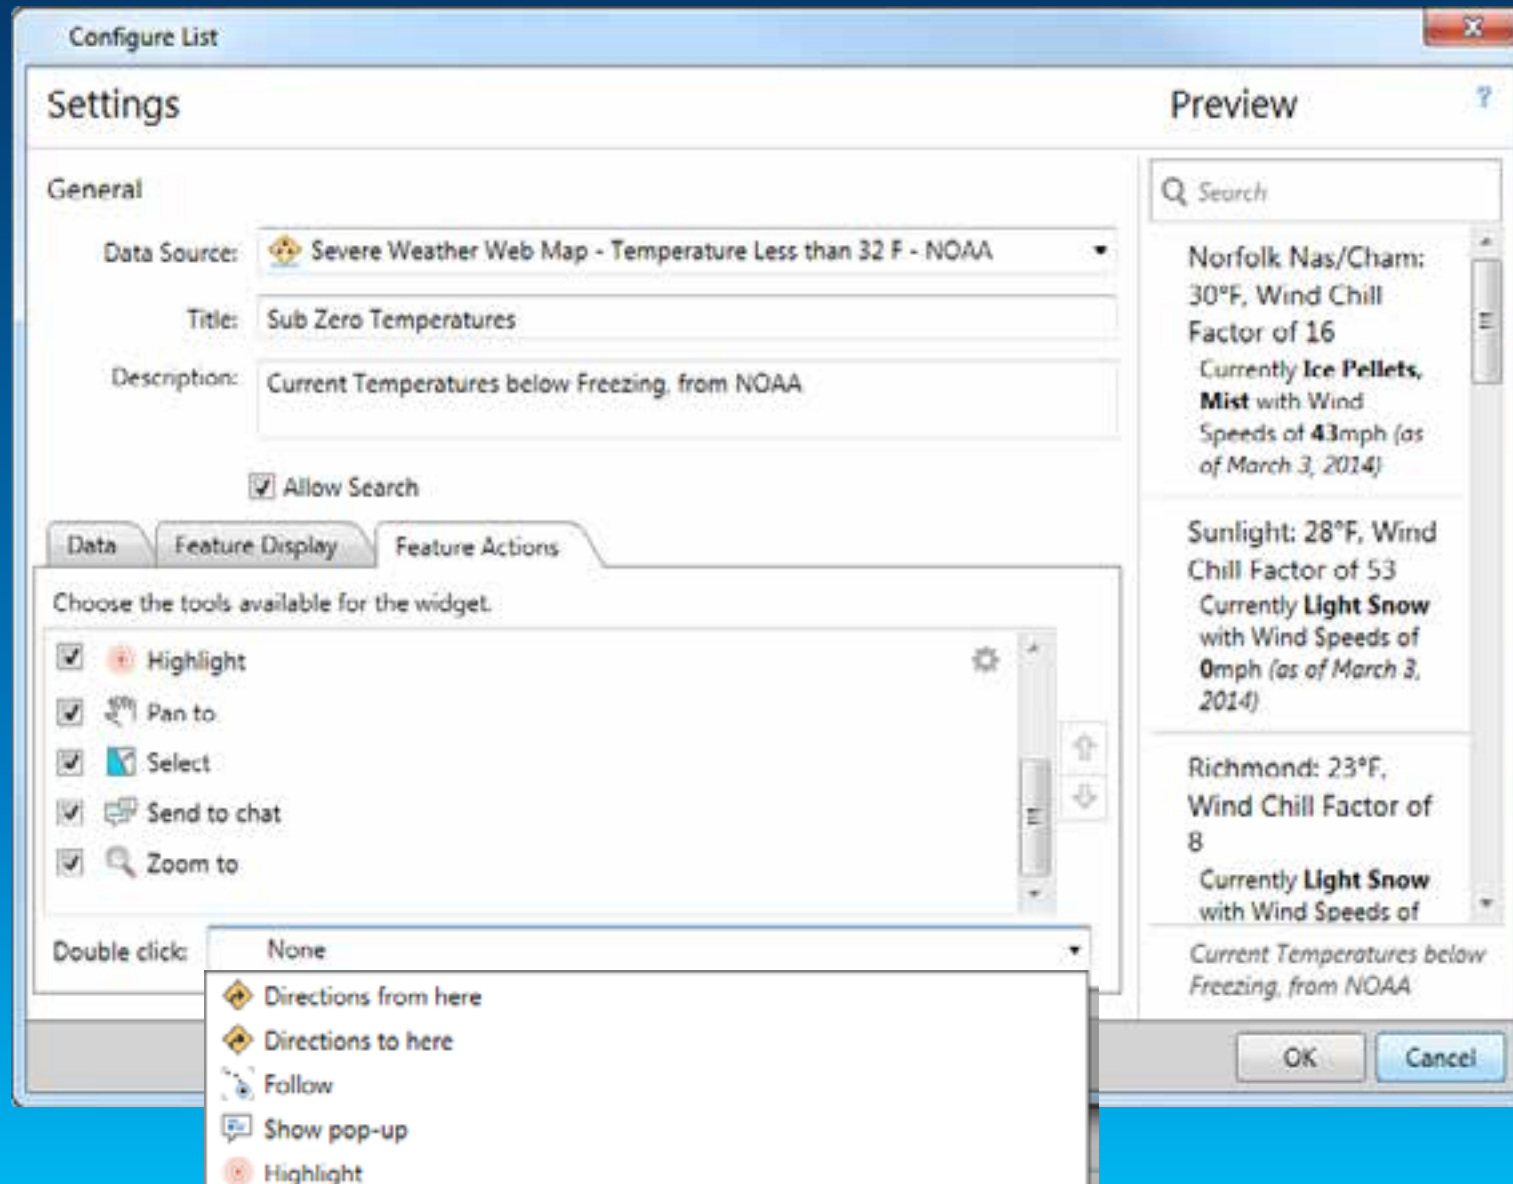 Configure List
Settings
General
Data Source: Severe Weather Web Map - Temperature Less than 32 F - NOAA
Title: Sub Zero Temperatures
Description: Current Temperatures below Freezing, from NOAA
Allow Search
Data Feature Display Feature Actions
Choose the tools available for the widget.
Highlight
Pan to
Select
Send to chat
Zoom to
Double click: None
Directions from here
Directions to here
Follow
Show pop-up
Highlight
Preview ?
Search
Norfolk Nas/Cham:
30°F, Wind Chill
Factor of 16
Currently Ice Pellets,
Mist with Wind
Speeds of 43mph (as
of March 3, 2014)
Sunlight: 28°F, Wind
Chill Factor of 53
Currently Light Snow
with Wind Speeds of
0mph (as of March 3,
2014)
Richmond: 23°F,
Wind Chill Factor of
8
Currently Light Snow
with Wind Speeds of
Current Temperatures below
Freezing, from NOAA
OK Cancel